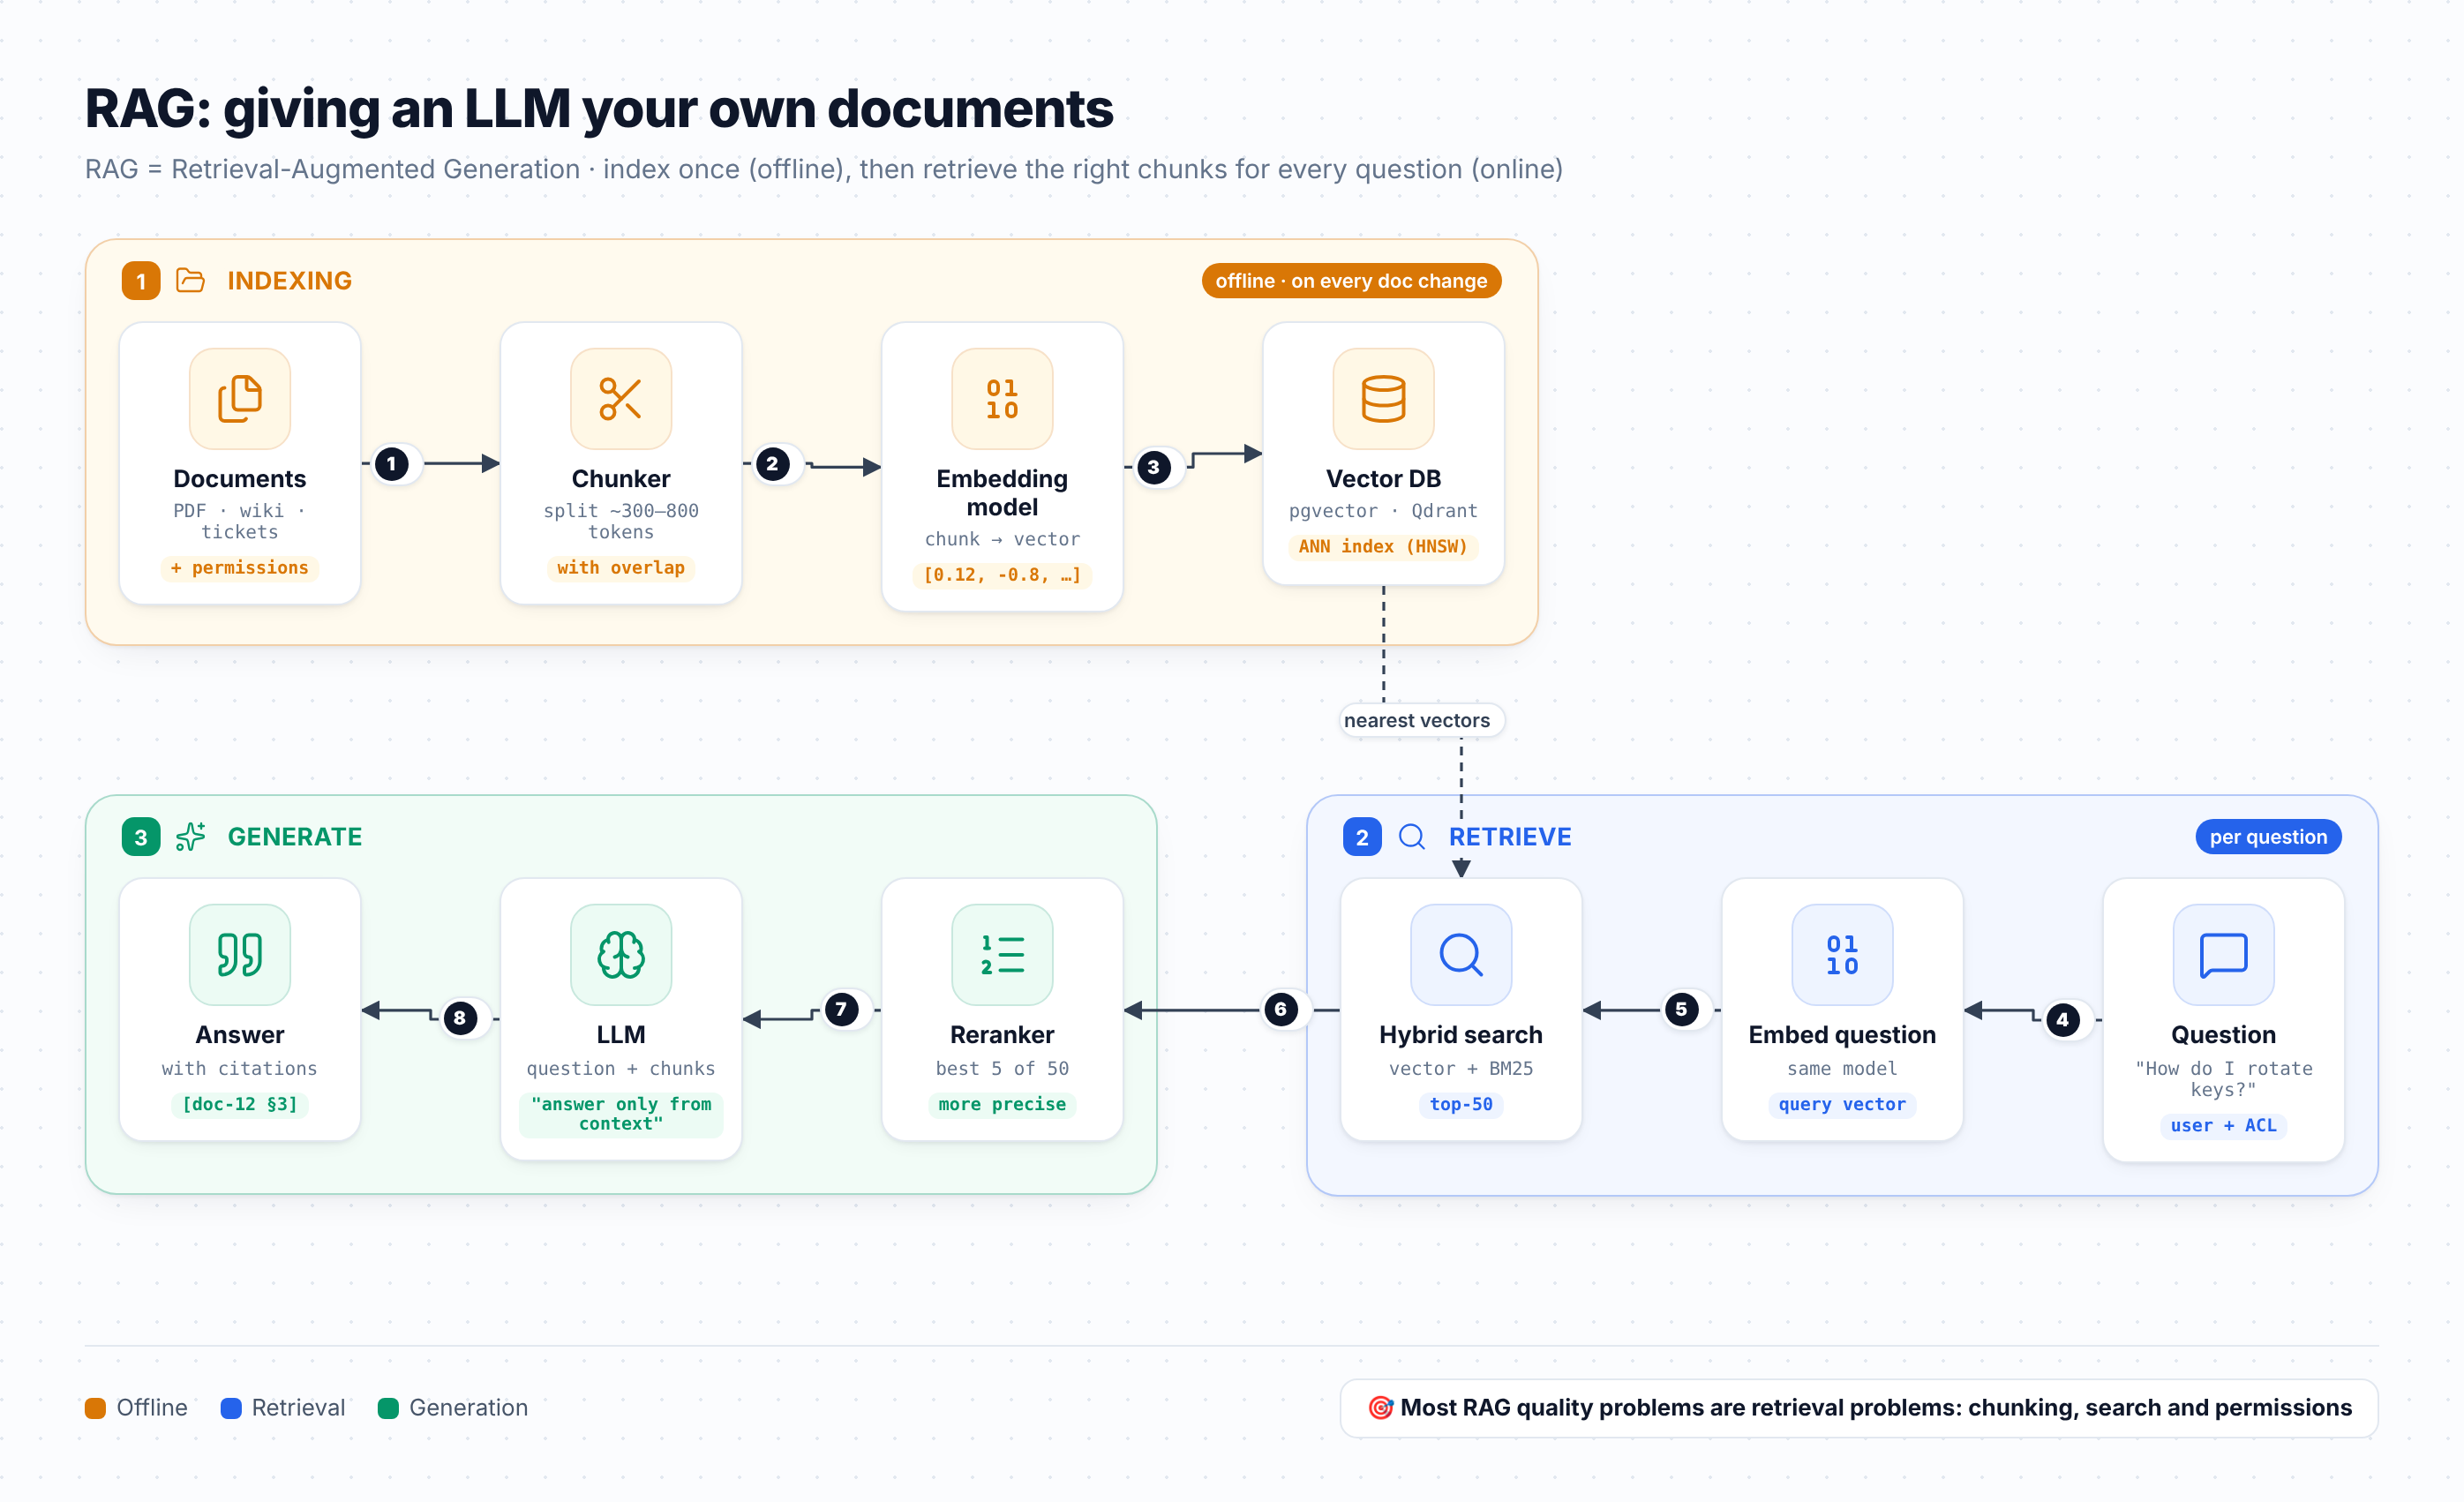 RAG: giving an LLM your own documents
RAG = Retrieval-Augmented Generation · index once (offline), then retrieve the right chunks for every question (online)
1 INDEXING
offline · on every doc change
01
10
Documents
PDF · wiki ·
tickets
+ permissions
1
Chunker
split ~300–800
tokens
with overlap
2
Embedding
model
chunk → vector
[0.12, -0.8, …]
3
Vector DB
pgvector · Qdrant
ANN index (HNSW)
nearest vectors
3 GENERATE
2 RETRIEVE
per question
Answer
with citations
[doc-12 §3]
8
LLM
question + chunks
"answer only from
context"
7
1
2
Reranker
best 5 of 50
more precise
6
Hybrid search
vector + BM25
top-50
5
01
10
Embed question
same model
query vector
4
Question
"How do I rotate
keys?"
user + ACL
Offline
Retrieval
Generation
🎯 Most RAG quality problems are retrieval problems: chunking, search and permissions